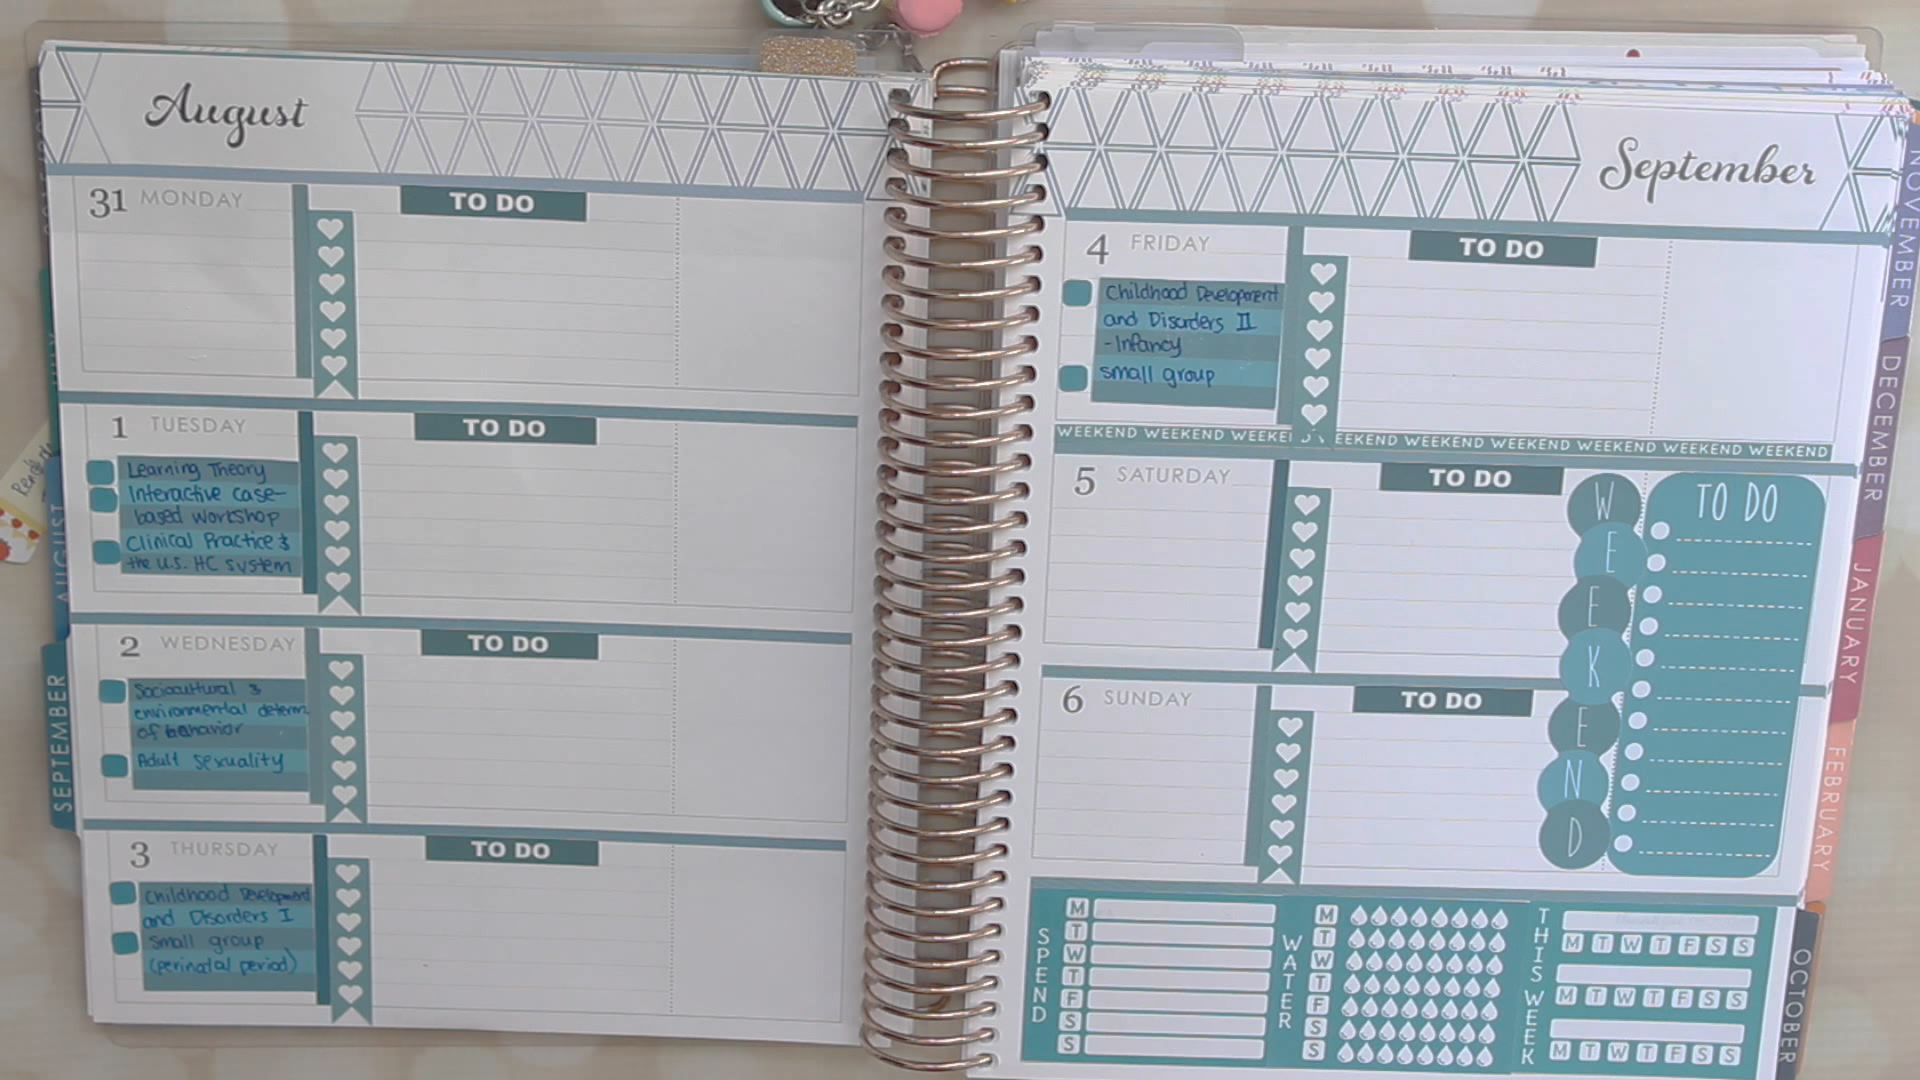 August
31 MONDAY
TO DO
1 TUESDAY
TO DO
Learning Theory
Interactive case-
based workshop
Clinical Practice &
the U.S. HC system
2 WEDNESDAY
TO DO
Sociocultural &
environmental determ.
of behavior
Adult sexuality
3 THURSDAY
TO DO
Childhood Development
and Disorders I
Small group
(perinatal period)
AUGUST
SEPTEMBER
September
4 FRIDAY
TO DO
Childhood Development
and Disorders II
-Infancy
small group
WEEKEND WEEKEND WEEKEND WEEKEND WEEKEND WEEKEND WEEKEND WEEKEND
5 SATURDAY
TO DO
6 SUNDAY
TO DO
WEEKEND
TO DO
SPEND
M
T
W
T
F
S
S
WATER
M
T
W
T
F
S
S
THIS WEEK
M T W T F S S
M T W T F S S
M T W T F S S
NOVEMBER
DECEMBER
JANUARY
FEBRUARY
OCTOBER